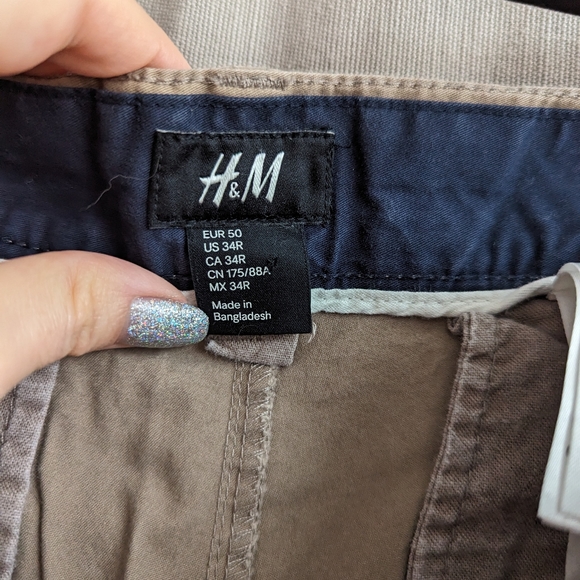 H&M
EUR 50
US 34R
CA 34R
CN 175/88A
MX 34R
Made in
Bangladesh